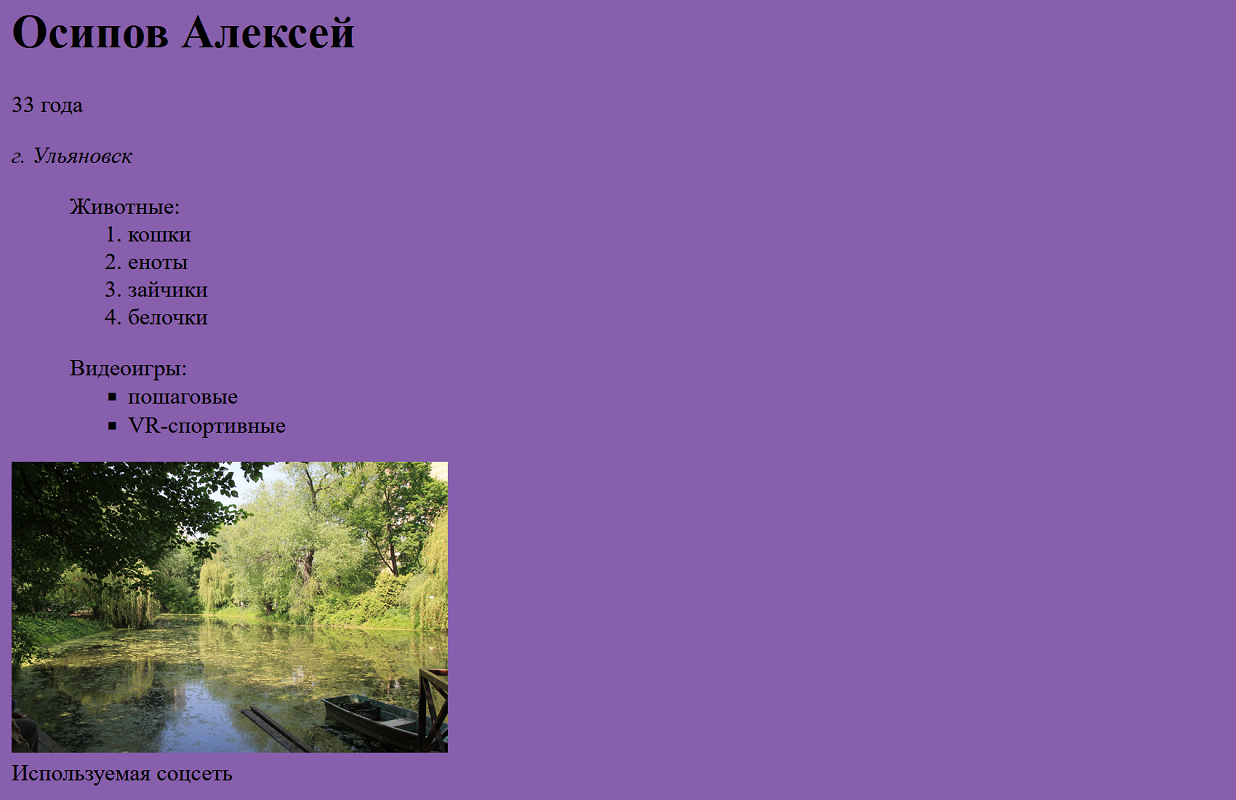 Осипов Алексей
33 года
г. Ульяновск
Животные:
1. кошки
2. еноты
3. зайчики
4. белочки
Видеоигры:
▪ пошаговые
▪ VR-спортивные
Используемая соцсеть